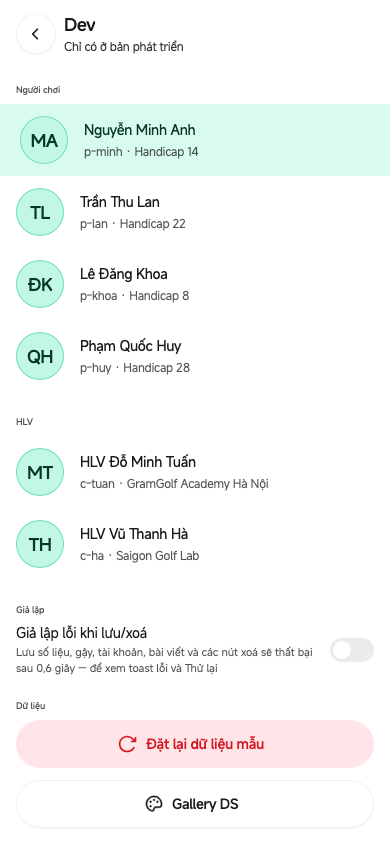 Dev
Chỉ có ở bản phát triển
Người chơi
MA
Nguyễn Minh Anh
p-minh · Handicap 14
TL
Trần Thu Lan
p-lan · Handicap 22
ĐK
Lê Đăng Khoa
p-khoa · Handicap 8
QH
Phạm Quốc Huy
p-huy · Handicap 28
HLV
MT
HLV Đỗ Minh Tuấn
c-tuan · GramGolf Academy Hà Nội
TH
HLV Vũ Thanh Hà
c-ha · Saigon Golf Lab
Giả lập
Giả lập lỗi khi lưu/xoá
Lưu số liệu, gậy, tài khoản, bài viết và các nút xoá sẽ thất bại
sau 0,6 giây — để xem toast lỗi và Thử lại
Dữ liệu
Đặt lại dữ liệu mẫu
Gallery DS